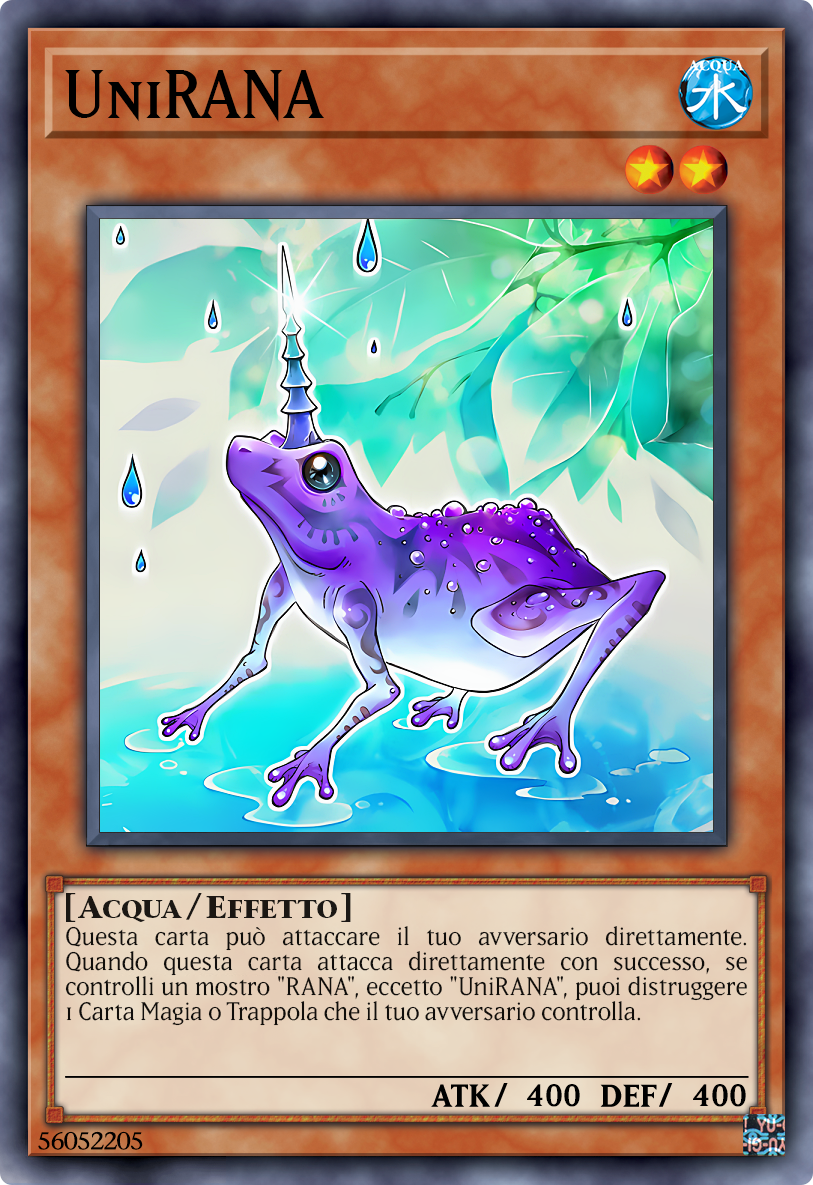 UniRANA
ACQUA
水
[Acqua/Effetto]
Questa carta può attaccare il tuo avversario direttamente.
Quando questa carta attacca direttamente con successo, se
controlli un mostro "RANA", eccetto "UniRANA", puoi distruggere
1 Carta Magia o Trappola che il tuo avversario controlla.
ATK/ 400 DEF/ 400
56052205